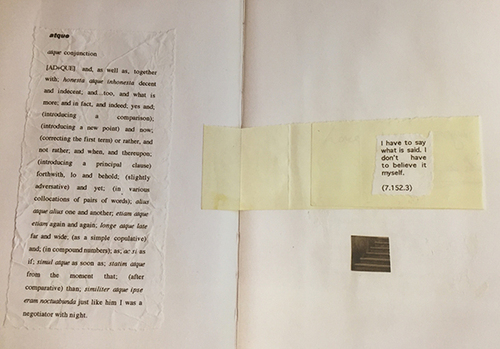 atque
atque conjunction
[AD+QUE] and, as well as, together
with; honesta atque inhonesta decent
and indecent, and...too, and what is
more; and in fact, and indeed; yes and;
(introducing a comparison);
(introducing a new point) and now;
(correcting the first term) or rather, and
not rather; and when, and thereupon;
(introducing a principal clause)
forthwith, lo and behold; (slightly
adversative) and yet; (in various
collocations of pairs of words); alius
atque alius one and another; etiam atque
etiam again and again; longe atque late
far and wide; (as a simple copulative)
and; (in compound numbers); as; ac si as
if; simul atque as soon as; statim atque
from the moment that; (after
comparative) than; similiter atque ipse
eram noctuabunda just like him I was a
negotiator with night.
I have to say
what is said. I
don't have
to believe it
myself.
(7.152.3)